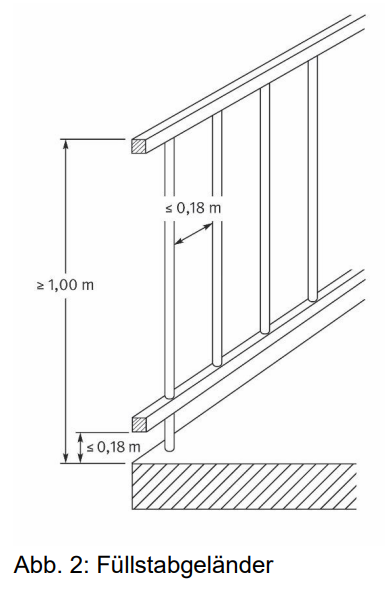 ≤ 0,18 m
≥ 1,00 m
≤ 0,18 m
Abb. 2: Füllstabgeländer